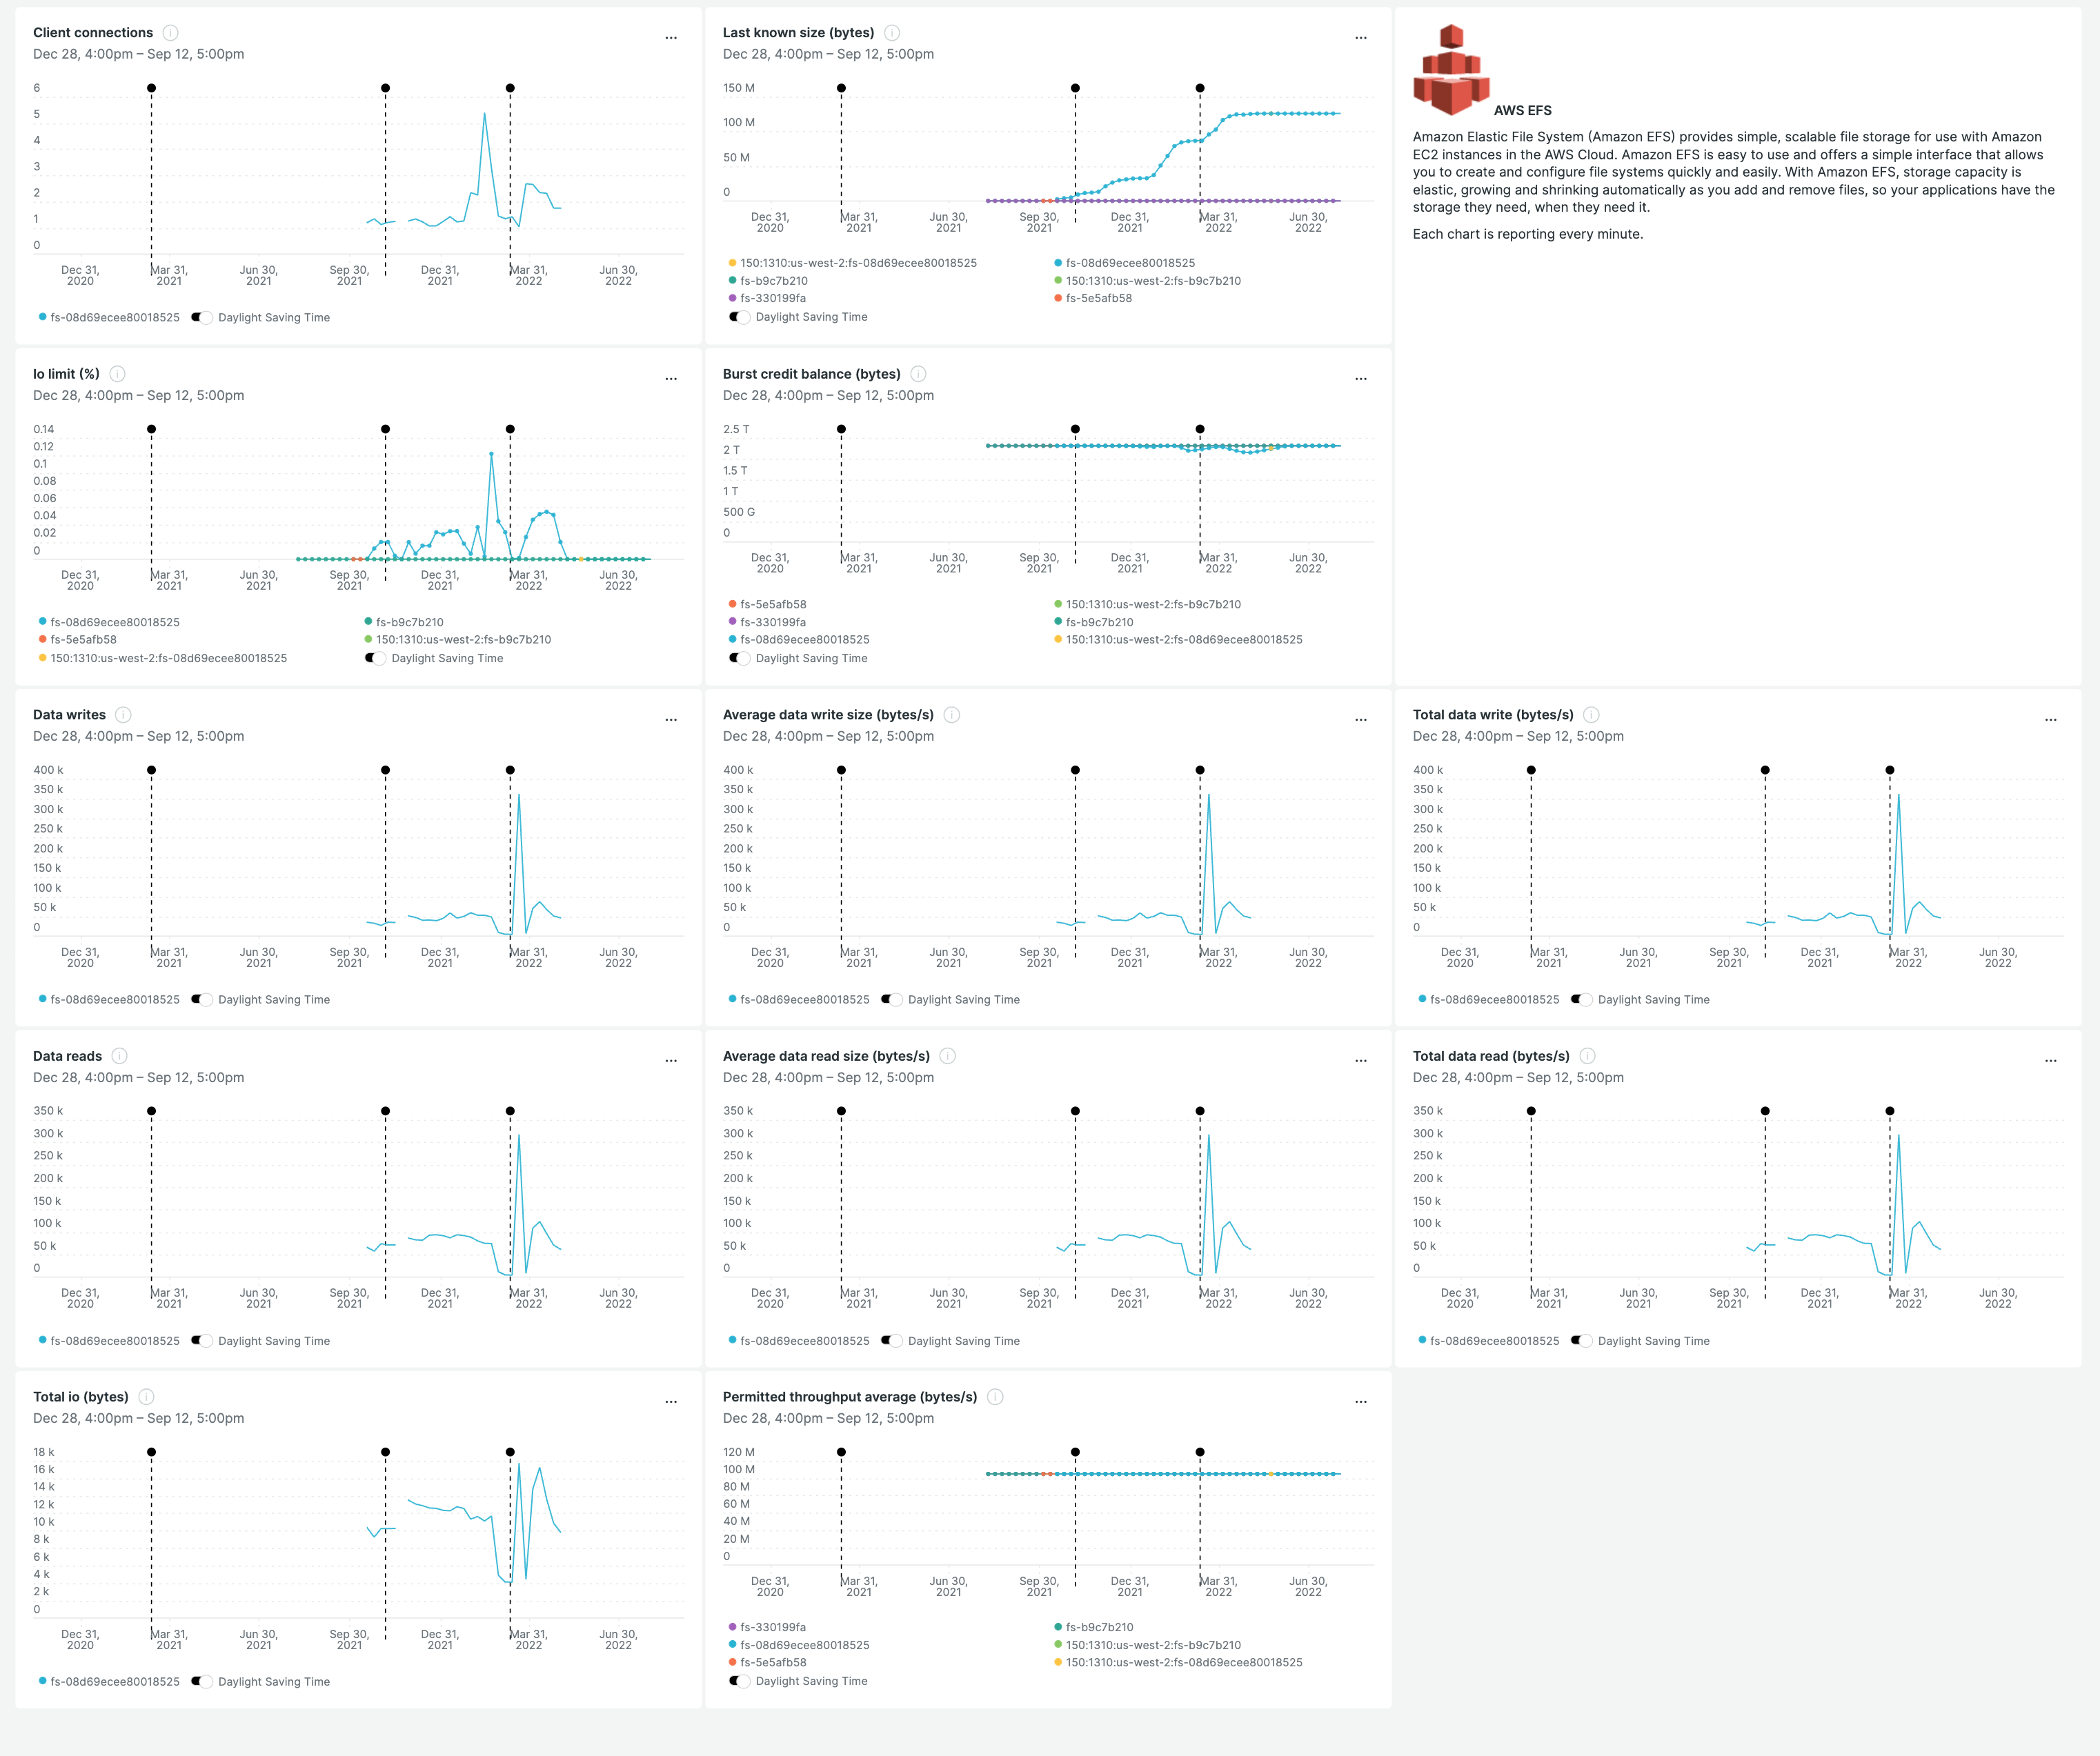 Client connections
Dec 28, 4:00pm – Sep 12, 5:00pm
...
6
5
4
3
2
1
0
Dec 31, 2020
Mar 31, 2021
Jun 30, 2021
Sep 30, 2021
Dec 31, 2021
Mar 31, 2022
Jun 30, 2022
fs-08d69ecee80018525
Daylight Saving Time
Last known size (bytes)
Dec 28, 4:00pm – Sep 12, 5:00pm
...
150 M
100 M
50 M
0
Dec 31, 2020
Mar 31, 2021
Jun 30, 2021
Sep 30, 2021
Dec 31, 2021
Mar 31, 2022
Jun 30, 2022
150:1310:us-west-2:fs-08d69ecee80018525
fs-08d69ecee80018525
fs-b9c7b210
150:1310:us-west-2:fs-b9c7b210
fs-330199fa
fs-5e5afb58
Daylight Saving Time
AWS EFS
Amazon Elastic File System (Amazon EFS) provides simple, scalable file storage for use with Amazon
EC2 instances in the AWS Cloud. Amazon EFS is easy to use and offers a simple interface that allows
you to create and configure file systems quickly and easily. With Amazon EFS, storage capacity is
elastic, growing and shrinking automatically as you add and remove files, so your applications have the
storage they need, when they need it.
Each chart is reporting every minute.
Io limit (%)
Dec 28, 4:00pm – Sep 12, 5:00pm
...
0.14
0.12
0.1
0.08
0.06
0.04
0.02
0
Dec 31, 2020
Mar 31, 2021
Jun 30, 2021
Sep 30, 2021
Dec 31, 2021
Mar 31, 2022
Jun 30, 2022
fs-08d69ecee80018525
fs-b9c7b210
fs-5e5afb58
150:1310:us-west-2:fs-b9c7b210
150:1310:us-west-2:fs-08d69ecee80018525
Daylight Saving Time
Burst credit balance (bytes)
Dec 28, 4:00pm – Sep 12, 5:00pm
...
2.5 T
2 T
1.5 T
1 T
500 G
0
Dec 31, 2020
Mar 31, 2021
Jun 30, 2021
Sep 30, 2021
Dec 31, 2021
Mar 31, 2022
Jun 30, 2022
fs-5e5afb58
150:1310:us-west-2:fs-b9c7b210
fs-330199fa
fs-b9c7b210
fs-08d69ecee80018525
150:1310:us-west-2:fs-08d69ecee80018525
Daylight Saving Time
Data writes
Dec 28, 4:00pm – Sep 12, 5:00pm
...
400 k
350 k
300 k
250 k
200 k
150 k
100 k
50 k
0
Dec 31, 2020
Mar 31, 2021
Jun 30, 2021
Sep 30, 2021
Dec 31, 2021
Mar 31, 2022
Jun 30, 2022
fs-08d69ecee80018525
Daylight Saving Time
Average data write size (bytes/s)
Dec 28, 4:00pm – Sep 12, 5:00pm
...
400 k
350 k
300 k
250 k
200 k
150 k
100 k
50 k
0
Dec 31, 2020
Mar 31, 2021
Jun 30, 2021
Sep 30, 2021
Dec 31, 2021
Mar 31, 2022
Jun 30, 2022
fs-08d69ecee80018525
Daylight Saving Time
Total data write (bytes/s)
Dec 28, 4:00pm – Sep 12, 5:00pm
...
400 k
350 k
300 k
250 k
200 k
150 k
100 k
50 k
0
Dec 31, 2020
Mar 31, 2021
Jun 30, 2021
Sep 30, 2021
Dec 31, 2021
Mar 31, 2022
Jun 30, 2022
fs-08d69ecee80018525
Daylight Saving Time
Data reads
Dec 28, 4:00pm – Sep 12, 5:00pm
...
350 k
300 k
250 k
200 k
150 k
100 k
50 k
0
Dec 31, 2020
Mar 31, 2021
Jun 30, 2021
Sep 30, 2021
Dec 31, 2021
Mar 31, 2022
Jun 30, 2022
fs-08d69ecee80018525
Daylight Saving Time
Average data read size (bytes/s)
Dec 28, 4:00pm – Sep 12, 5:00pm
...
350 k
300 k
250 k
200 k
150 k
100 k
50 k
0
Dec 31, 2020
Mar 31, 2021
Jun 30, 2021
Sep 30, 2021
Dec 31, 2021
Mar 31, 2022
Jun 30, 2022
fs-08d69ecee80018525
Daylight Saving Time
Total data read (bytes/s)
Dec 28, 4:00pm – Sep 12, 5:00pm
...
350 k
300 k
250 k
200 k
150 k
100 k
50 k
0
Dec 31, 2020
Mar 31, 2021
Jun 30, 2021
Sep 30, 2021
Dec 31, 2021
Mar 31, 2022
Jun 30, 2022
fs-08d69ecee80018525
Daylight Saving Time
Total io (bytes)
Dec 28, 4:00pm – Sep 12, 5:00pm
...
18 k
16 k
14 k
12 k
10 k
8 k
6 k
4 k
2 k
0
Dec 31, 2020
Mar 31, 2021
Jun 30, 2021
Sep 30, 2021
Dec 31, 2021
Mar 31, 2022
Jun 30, 2022
fs-08d69ecee80018525
Daylight Saving Time
Permitted throughput average (bytes/s)
Dec 28, 4:00pm – Sep 12, 5:00pm
...
120 M
100 M
80 M
60 M
40 M
20 M
0
Dec 31, 2020
Mar 31, 2021
Jun 30, 2021
Sep 30, 2021
Dec 31, 2021
Mar 31, 2022
Jun 30, 2022
fs-330199fa
fs-b9c7b210
fs-08d69ecee80018525
150:1310:us-west-2:fs-b9c7b210
fs-5e5afb58
150:1310:us-west-2:fs-08d69ecee80018525
Daylight Saving Time